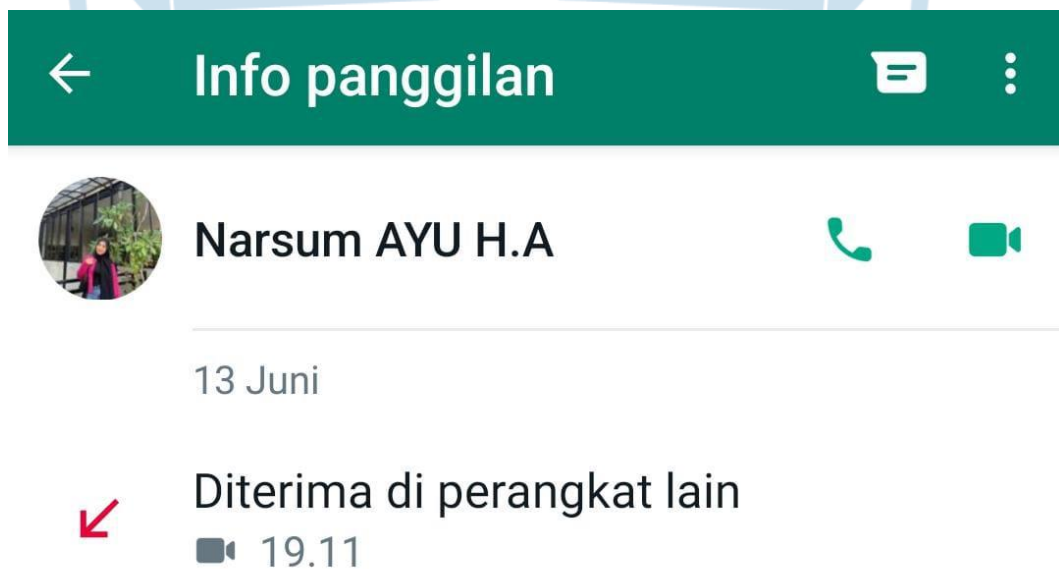 Info panggilan
Narsum AYU H.A
13 Juni
Diterima di perangkat lain
19.11